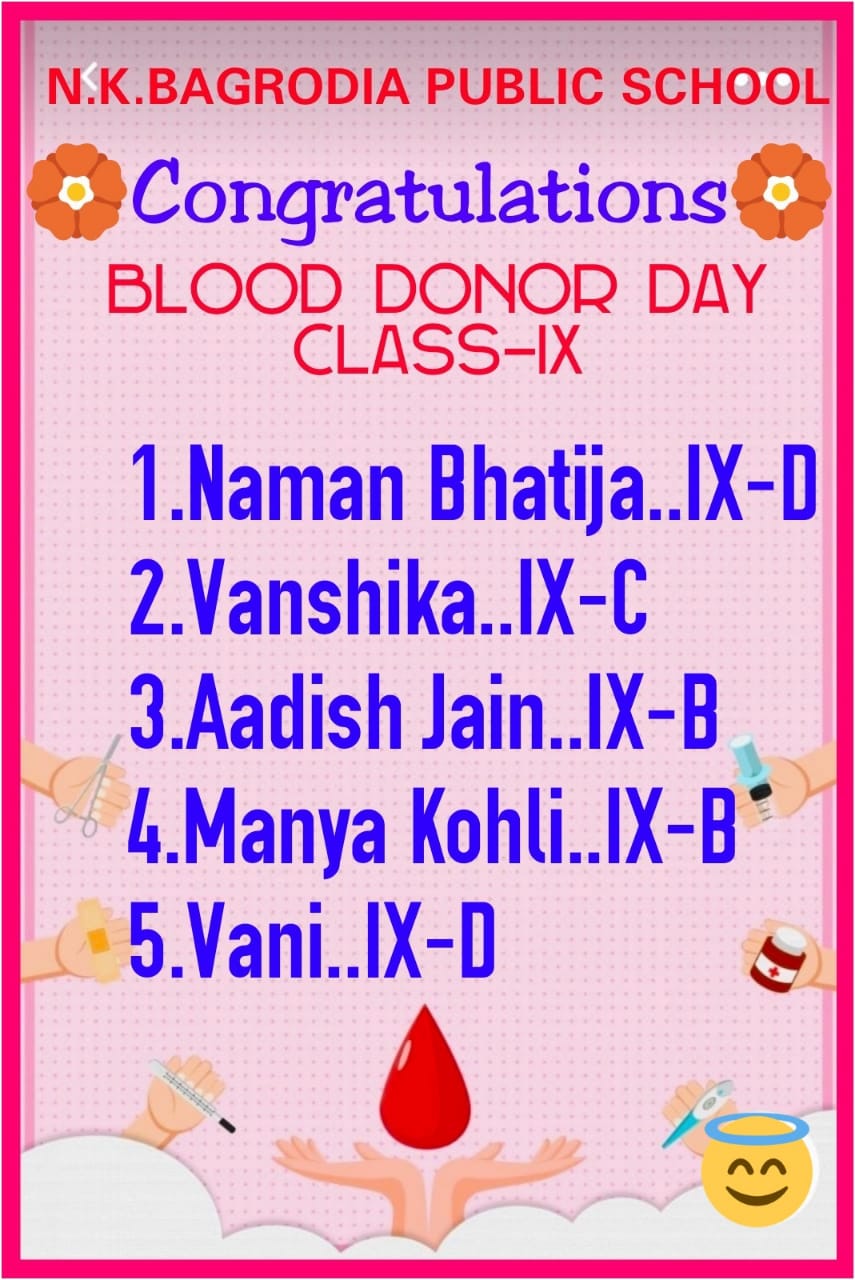 N.K.BAGRODIA PUBLIC SCHOOL
Congratulations
BLOOD DONOR DAY
CLASS-IX
1.Naman Bhatija..IX-D
2.Vanshika..IX-C
3.Aadish Jain..IX-B
4.Manya Kohli..IX-B
5.Vani..IX-D